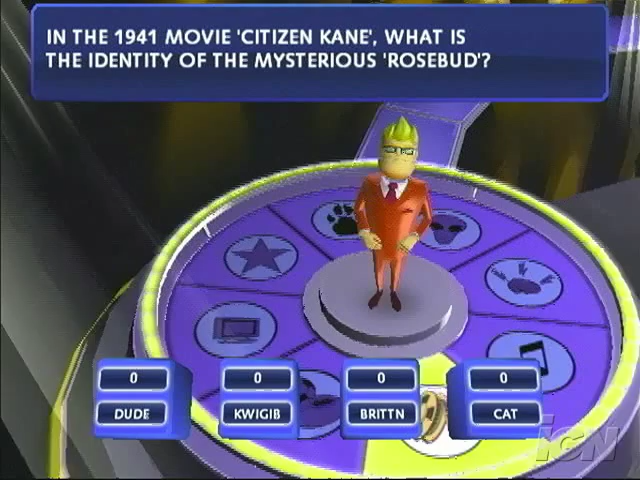 IN THE 1941 MOVIE 'CITIZEN KANE', WHAT IS
THE IDENTITY OF THE MYSTERIOUS 'ROSEBUD'?
0
0
0
0
DUDE
KWIGIB
BRITTN
CAT
IGN